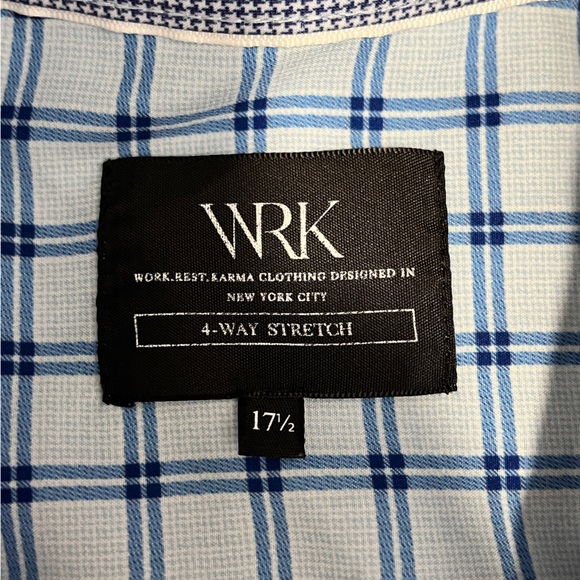 WRK
WORK.REST.KARMA CLOTHING DESIGNED IN
NEW YORK CITY
4-WAY STRETCH
17½